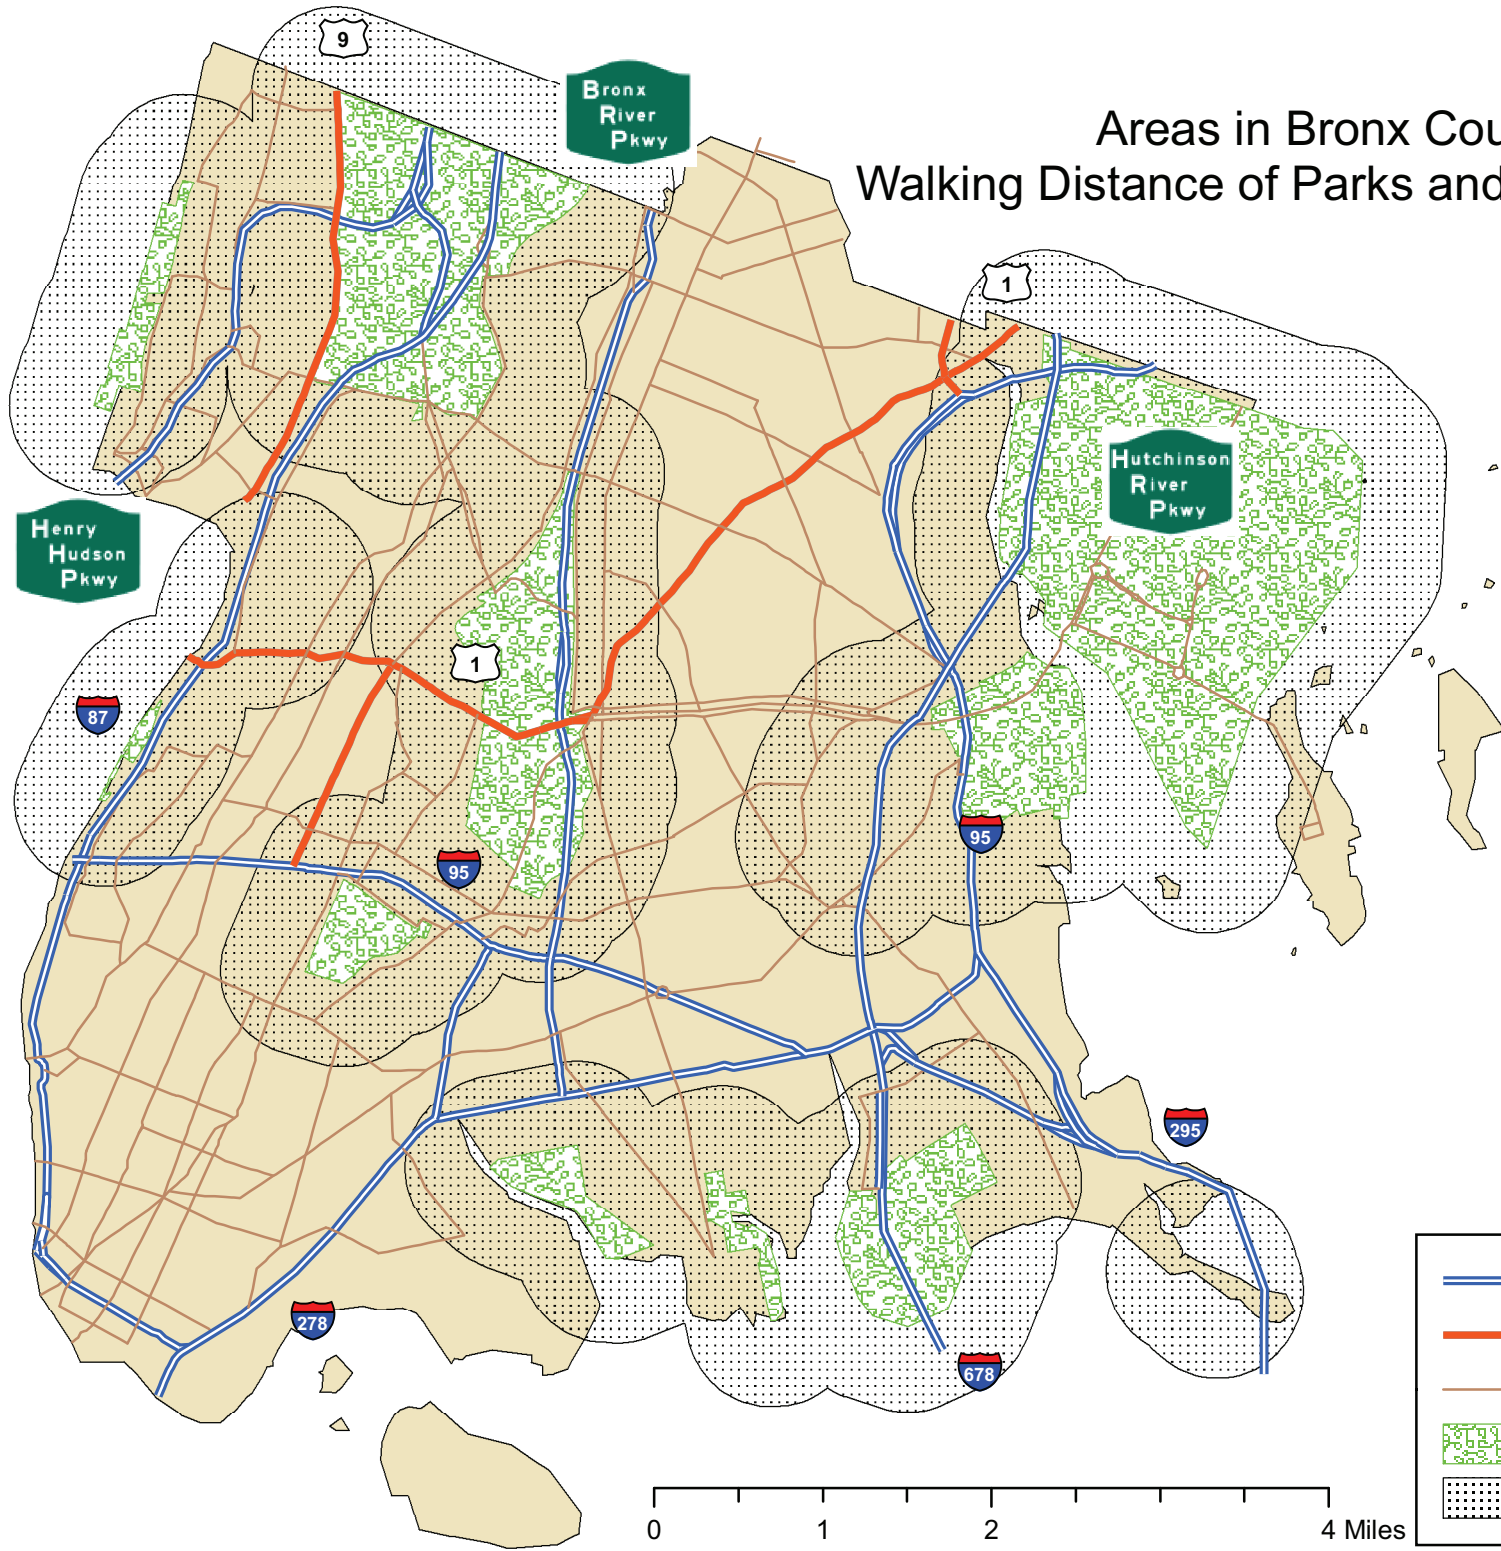 9
Bronx
River
Pkwy
Areas in Bronx Cou
Walking Distance of Parks and
1
Hutchinson
River
Pkwy
Henry
Hudson
Pkwy
1
87
95
95
295
278
678
0 1 2 4 Miles